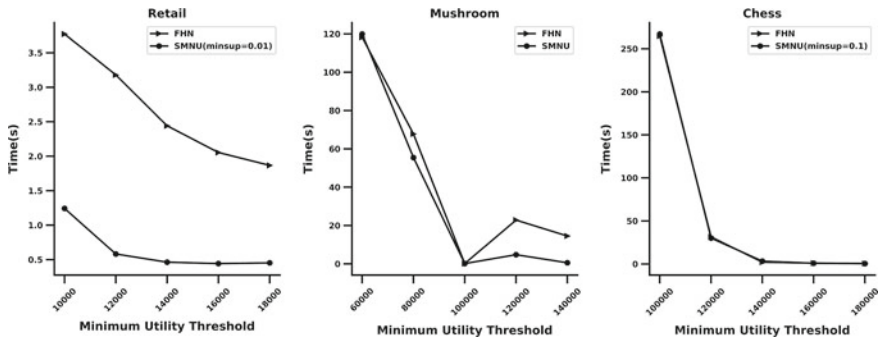 Retail
FHN
SMNU(minsup=0.01)
3.5
3.0
2.5
2.0
1.5
1.0
0.5
Time(s)
10000
12000
14000
16000
18000
Minimum Utility Threshold
Mushroom
FHN
SMNU
120
100
80
60
40
20
0
Time(s)
60000
80000
100000
120000
140000
Minimum Utility Threshold
Chess
FHN
SMNU(minsup=0.1)
250
200
150
100
50
0
Time(s)
100000
120000
140000
160000
180000
Minimum Utility Threshold